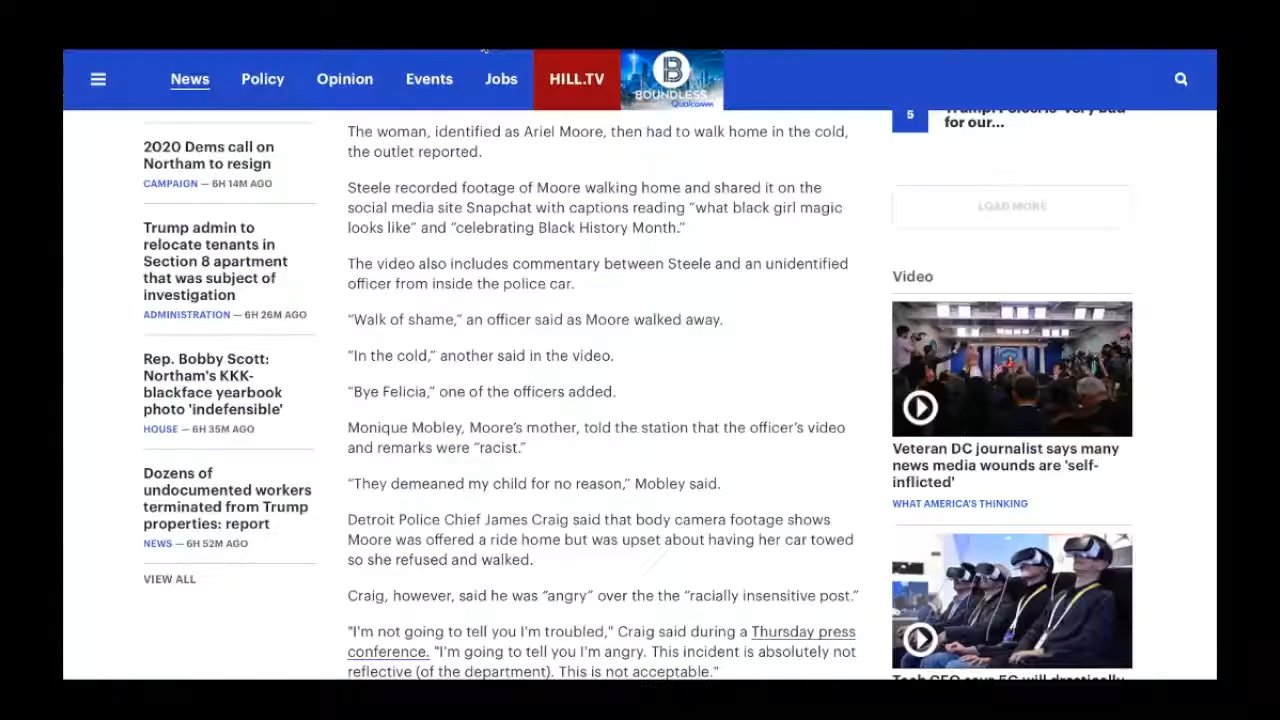 News
Policy
Opinion
Events
Jobs
HILL.TV
B
BOUNDLESS
Qualcomm
2020 Dems call on
Northam to resign
CAMPAIGN — 6H 14M AGO
Trump admin to
relocate tenants in
Section 8 apartment
that was subject of
investigation
ADMINISTRATION — 6H 26M AGO
Rep. Bobby Scott:
Northam's KKK-
blackface yearbook
photo 'indefensible'
HOUSE — 6H 35M AGO
Dozens of
undocumented workers
terminated from Trump
properties: report
NEWS — 6H 52M AGO
VIEW ALL
The woman, identified as Ariel Moore, then had to walk home in the cold,
the outlet reported.
Steele recorded footage of Moore walking home and shared it on the
social media site Snapchat with captions reading “what black girl magic
looks like” and “celebrating Black History Month.”
The video also includes commentary between Steele and an unidentified
officer from inside the police car.
“Walk of shame,” an officer said as Moore walked away.
“In the cold,” another said in the video.
“Bye Felicia,” one of the officers added.
Monique Mobley, Moore’s mother, told the station that the officer’s video
and remarks were “racist.”
“They demeaned my child for no reason,” Mobley said.
Detroit Police Chief James Craig said that body camera footage shows
Moore was offered a ride home but was upset about having her car towed
so she refused and walked.
Craig, however, said he was “angry” over the the “racially insensitive post.”
"I'm not going to tell you I'm troubled," Craig said during a Thursday press
conference. "I'm going to tell you I'm angry. This incident is absolutely not
reflective (of the department). This is not acceptable."
5
for our...
LOAD MORE
Video
Veteran DC journalist says many
news media wounds are 'self-
inflicted'
WHAT AMERICA'S THINKING
Tech CEO says 5G will drastically